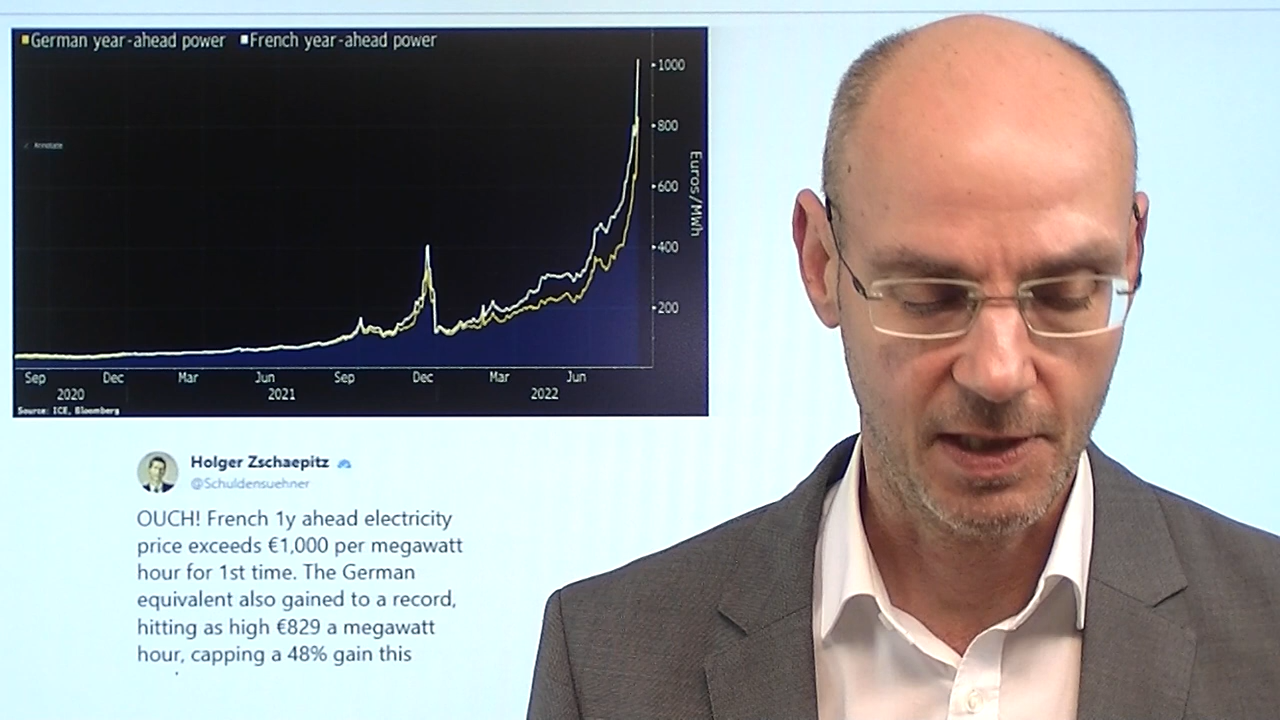 German year-ahead power French year-ahead power
1000
800
600
400
200
Euros/MWh
Annotate
Sep Dec Mar Jun Sep Dec Mar Jun
2020 2021 2022
Source: ICE, Bloomberg
Holger Zschaepitz
@Schuldensuehner
OUCH! French 1y ahead electricity
price exceeds €1,000 per megawatt
hour for 1st time. The German
equivalent also gained to a record,
hitting as high €829 a megawatt
hour, capping a 48% gain this